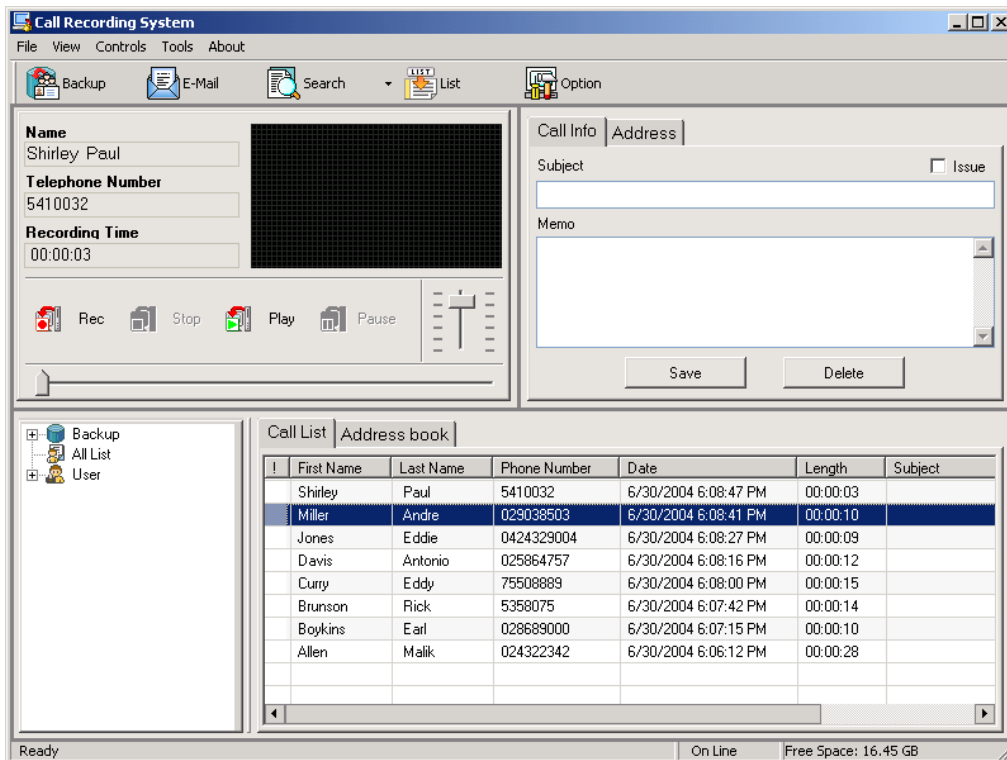 Call Recording System
File View Controls Tools About
Backup E-Mail Search LIST List Option
Name
Shirley Paul
Telephone Number
5410032
Recording Time
00:00:03
Rec Stop Play Pause
Call Info Address
Subject Issue
Memo
Save Delete
Backup
All List
User
Call List Address book
! First Name Last Name Phone Number Date Length Subject
Shirley Paul 5410032 6/30/2004 6:08:47 PM 00:00:03
Miller Andre 029038503 6/30/2004 6:08:41 PM 00:00:10
Jones Eddie 0424329004 6/30/2004 6:08:27 PM 00:00:09
Davis Antonio 025864757 6/30/2004 6:08:16 PM 00:00:12
Curry Eddy 75508889 6/30/2004 6:08:00 PM 00:00:15
Brunson Rick 5358075 6/30/2004 6:07:42 PM 00:00:14
Boykins Earl 028689000 6/30/2004 6:07:15 PM 00:00:10
Allen Malik 024322342 6/30/2004 6:06:12 PM 00:00:28
Ready On Line Free Space: 16.45 GB